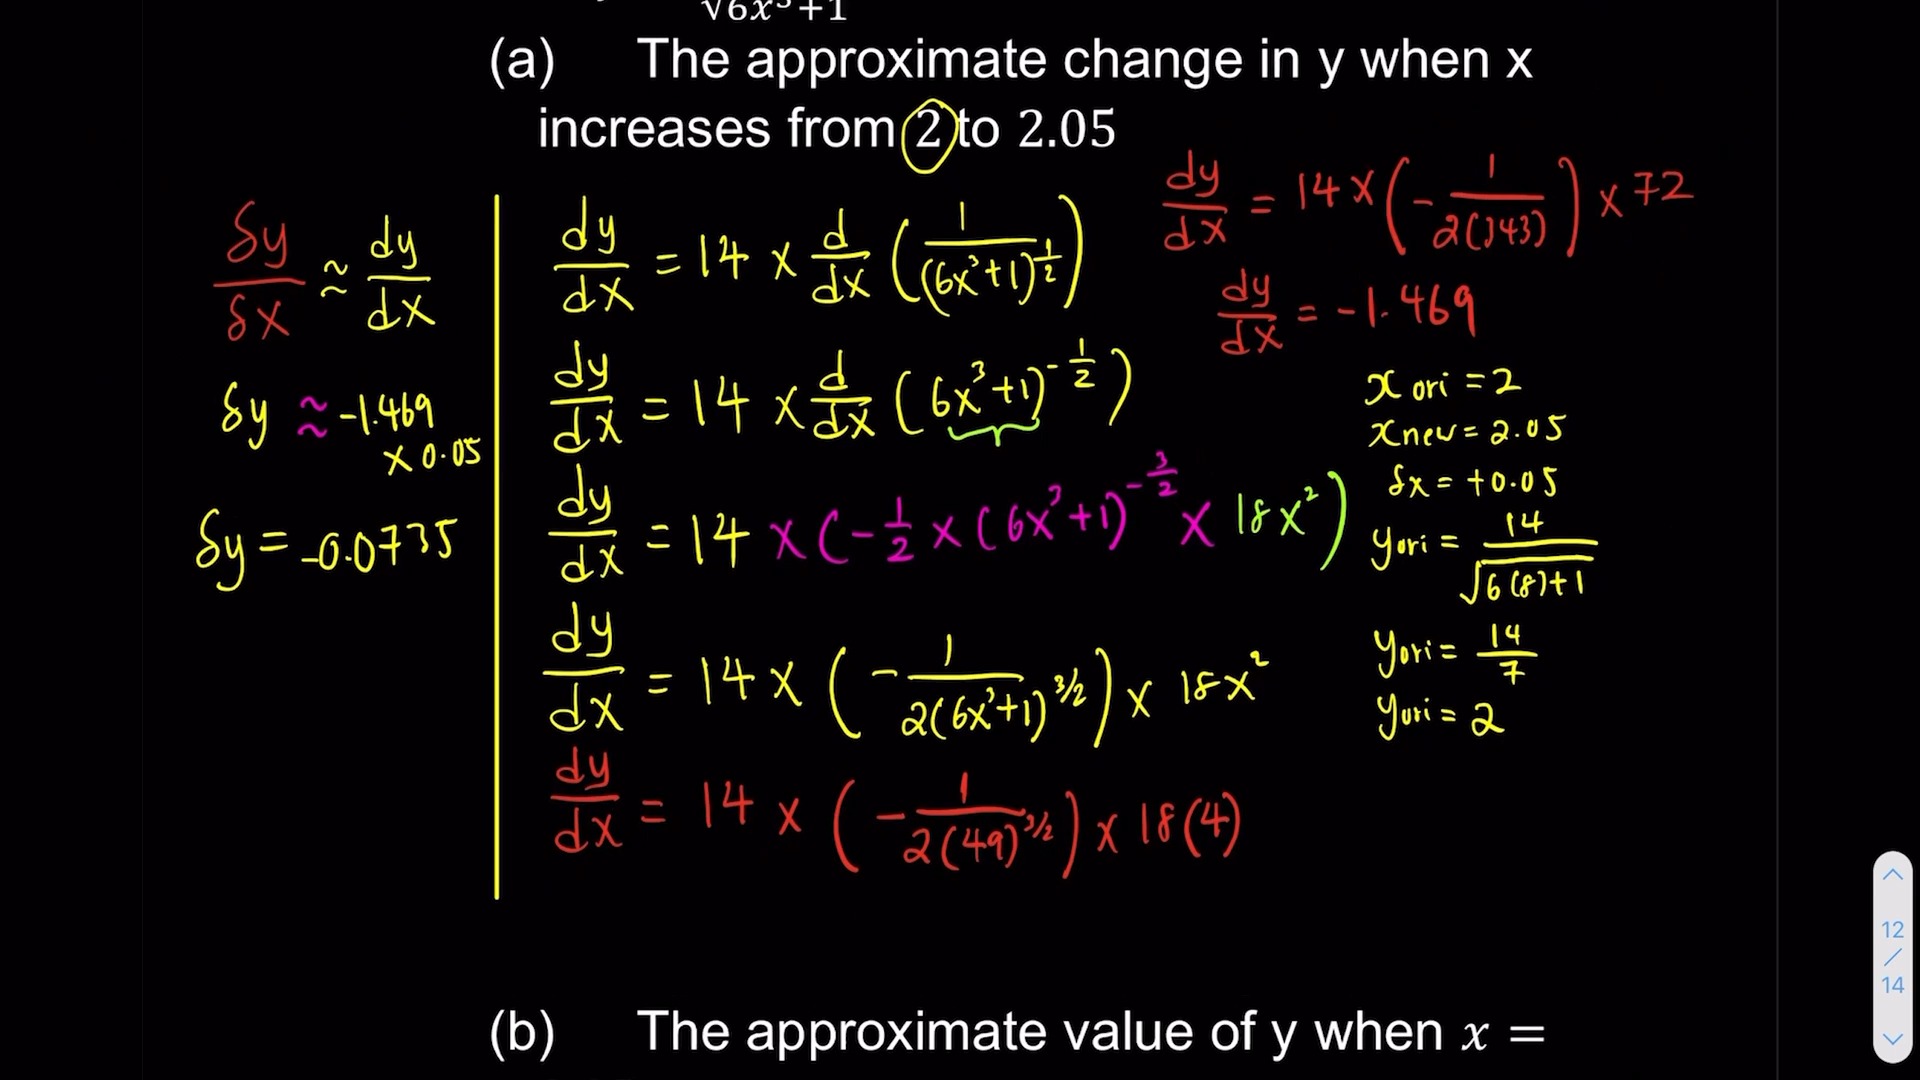 √6x³+1
(a) The approximate change in y when x
increases from 2 to 2.05
δy/δx ≈ dy/dx
δy ≈ -1.469
× 0.05
δy = -0.0735
dy/dx = 14 × d/dx (1/(6x³+1)^½)
dy/dx = 14 × d/dx (6x³+1)^-½)
dy/dx = 14 × (-½ × (6x³+1)^-3/2 × 18x²)
dy/dx = 14 × (-1/2(6x³+1)^3/2) × 18x²
dy/dx = 14 × (-1/2(49)^3/2) × 18(4)
dy/dx = 14 × (-1/2(343)) × 72
dy/dx = -1.469
x ori = 2
x new = 2.05
δx = +0.05
y ori = 14/√6(8)+1
y ori = 14/7
y ori = 2
(b) The approximate value of y when x =
12
/
14